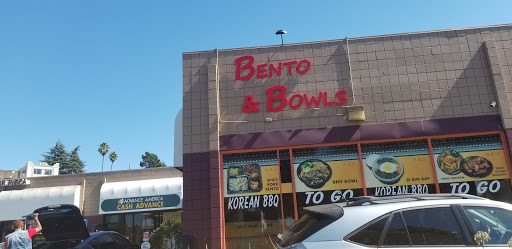 BENTO
& BOWLS
ADVANCE AMERICA
CASH ADVANCE
SPICY
PORK
BENTO
BEEF BOWL
BI BIM BAP
KOREAN BBQ
TO GO
KOREAN BBQ
TO GO